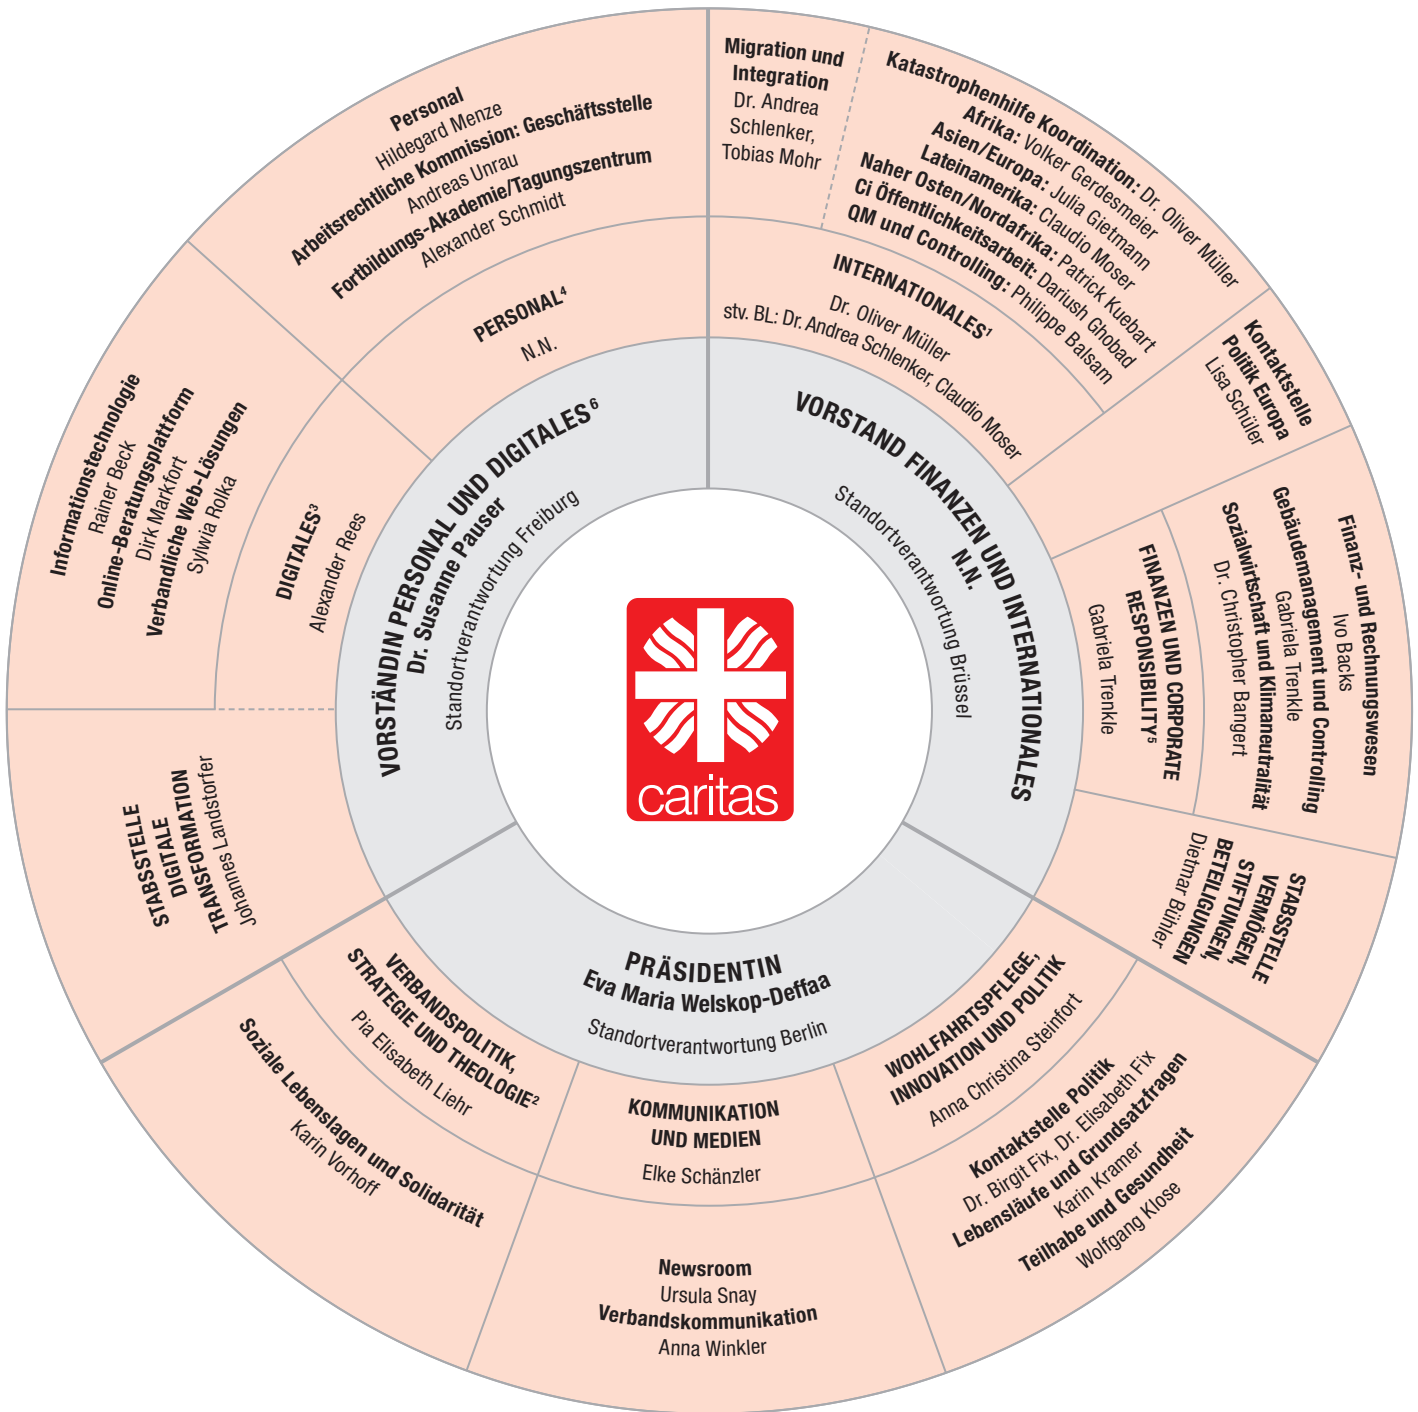 Personal
Hildegard Menze
Arbeitsrechtliche Kommission: Geschäftsstelle
Andreas Unrau
Fortbildungs-Akademie/Tagungszentrum
Alexander Schmidt
PERSONAL⁴
N.N.
Migration und
Integration
Dr. Andrea
Schlenker,
Tobias Mohr
Katastrophenhilfe Koordination: Dr. Oliver Müller
Afrika: Volker Gerdesmeier
Asien/Europa: Julia Gietmann
Lateinamerika: Claudio Moser
Naher Osten/Nordafrika: Patrick Kuebart
Ci Öffentlichkeitsarbeit: Dariush Ghobad
QM und Controlling: Philippe Balsam
INTERNATIONALES¹
Dr. Oliver Müller
stv. BL: Dr. Andrea Schlenker, Claudio Moser
Kontaktstelle
Politik Europa
Lisa Schüler
Informationstechnologie
Rainer Beck
Online-Beratungsplattform
Dirk Markfort
Verbandliche Web-Lösungen
Sylwia Rolka
DIGITALES³
Alexander Rees
VORSTÄNDIN PERSONAL UND DIGITALES⁶
Dr. Susanne Pauser
Standortverantwortung Freiburg
VORSTAND FINANZEN UND INTERNATIONALES
N.N.
Standortverantwortung Brüssel
Finanz- und Rechnungswesen
Ivo Backs
Gebäudemanagement und Controlling
Gabriela Trenkle
Sozialwirtschaft und Klimaneutralität
Dr. Christopher Bangert
FINANZEN UND CORPORATE
RESPONSIBILITY⁵
Gabriela Trenkle
caritas
STABSSTELLE
DIGITALE
TRANSFORMATION
Johannes Landstorfer
STABSSTELLE
VERMÖGEN,
STIFTUNGEN,
BETEILIGUNGEN
Dietmar Bühler
PRÄSIDENTIN
Eva Maria Welskop-Deffaa
Standortverantwortung Berlin
VERBANDSPOLITIK,
STRATEGIE UND THEOLOGIE²
Pia Elisabeth Liehr
Soziale Lebenslagen und Solidarität
Karin Vorhoff
KOMMUNIKATION
UND MEDIEN
Elke Schänzler
Newsroom
Ursula Snay
Verbandskommunikation
Anna Winkler
WOHLFAHRTSPFLEGE,
INNOVATION UND POLITIK
Anna Christina Steinfort
Kontaktstelle Politik
Dr. Birgit Fix, Dr. Elisabeth Fix
Lebensläufe und Grundsatzfragen
Karin Kramer
Teilhabe und Gesundheit
Wolfgang Klose